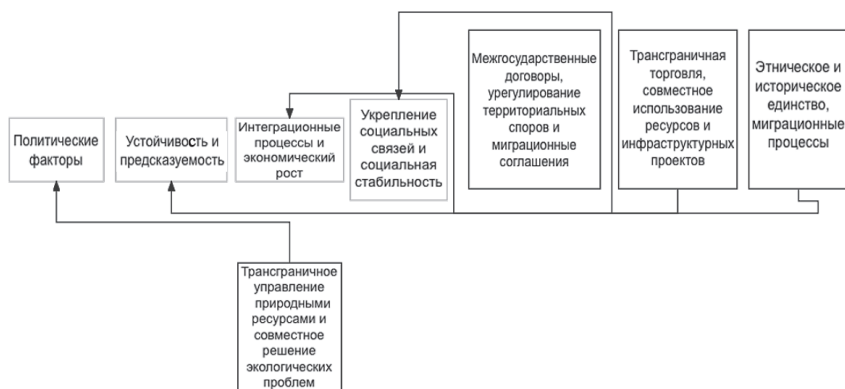 Политические
факторы
Устойчивость и
предсказуемость
Интеграционные
процессы и
экономический
рост
Укрепление
социальных
связей и
социальная
стабильность
Межгосударственные
договоры,
урегулирование
территориальных
споров и
миграционные
соглашения
Трансграничная
торговля,
совместное
использование
ресурсов и
инфраструктурных
проектов
Этническое и
историческое
единство,
миграционные
процессы
Трансграничное
управление
природными
ресурсами и
совместное
решение
экологических
проблем